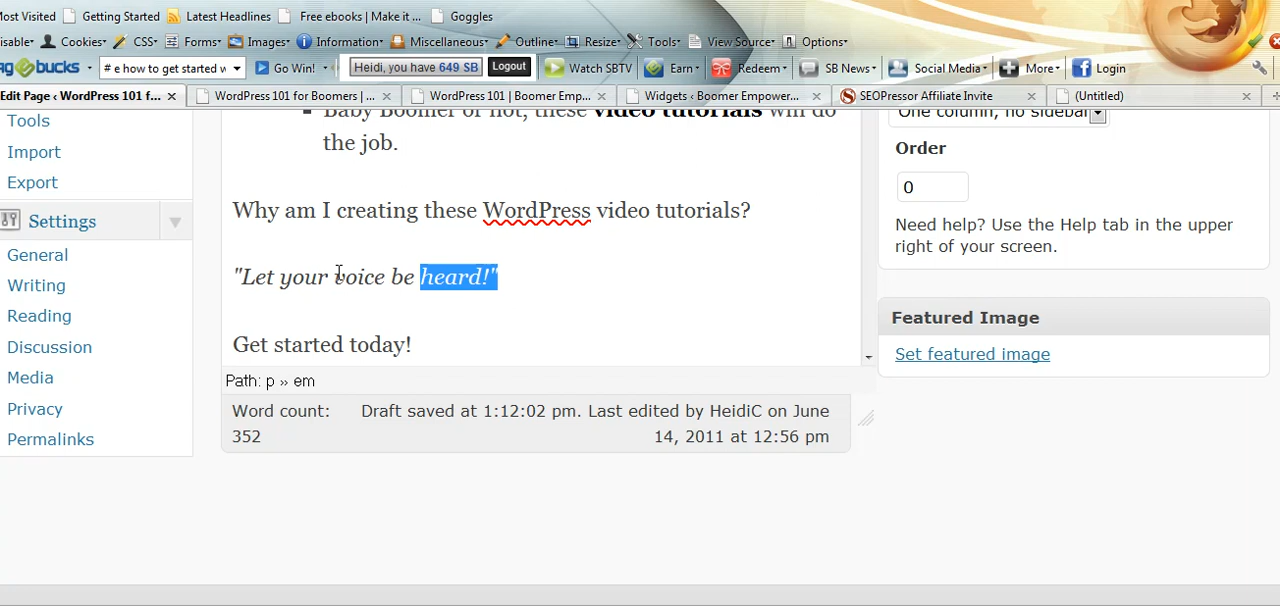 Most Visited Getting Started Latest Headlines Free ebooks | Make it ... Goggles
Disable Cookies CSS Forms Images Information Miscellaneous Outline Resize Tools View Source Options
agbucks # e how to get started w Go Win! Heidi, you have 649 SB Logout Watch SBTV Earn Redeem SB News Social Media More Login
Edit Page ‹ WordPress 101 f... WordPress 101 for Boomers | ... WordPress 101 | Boomer Emp... Widgets ‹ Boomer Empower... SEOPressor Affiliate Invite (Untitled)
Tools
Import
Export
Settings
General
Writing
Reading
Discussion
Media
Privacy
Permalinks
Baby Boomer or not, these video tutorials will do
the job.
Why am I creating these WordPress video tutorials?
"Let your voice be heard!"
Get started today!
Path: p » em
Word count:
352
Draft saved at 1:12:02 pm. Last edited by HeidiC on June
14, 2011 at 12:56 pm
One column, no sidebar
Order
0
Need help? Use the Help tab in the upper
right of your screen.
Featured Image
Set featured image